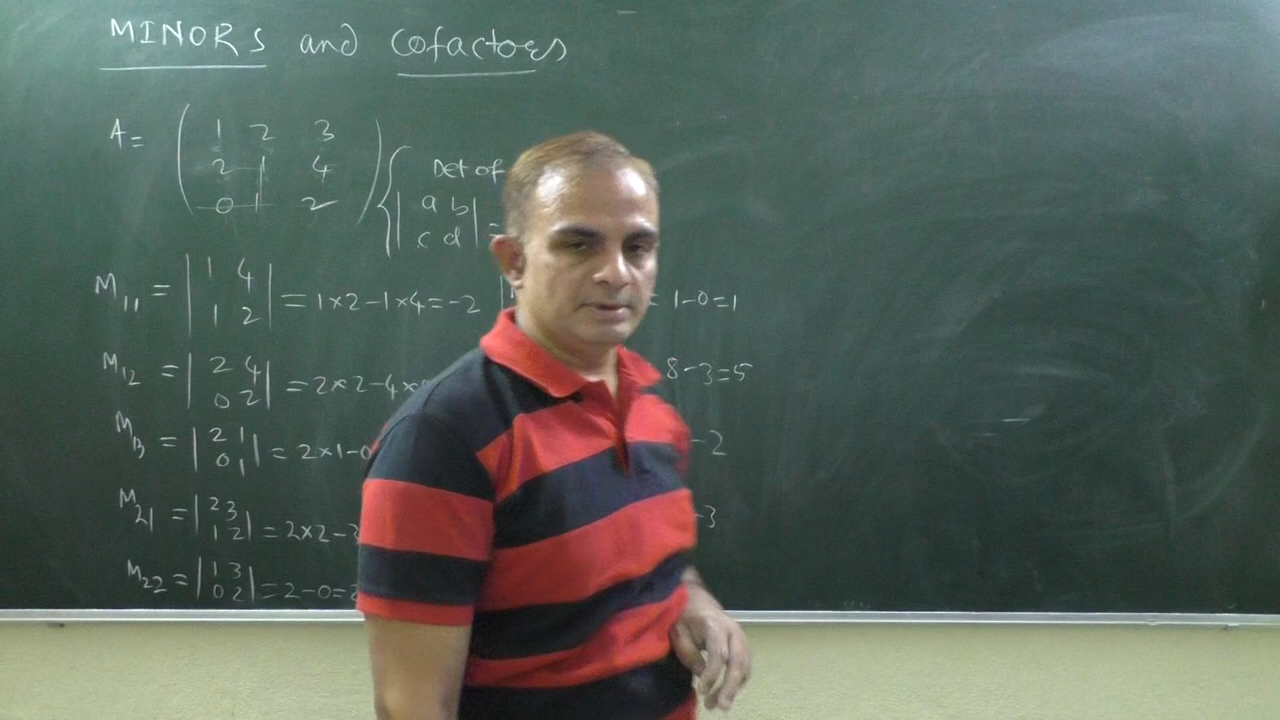 MINORS and Cofactors
A= ( 1 2 3
2 1 4
0 1 2 )
{ Det of
| a b |
| c d | =
M11 = | 1 4 | = 1×2-1×4=-2
| 1 2 |
= 1-0=1
M12 = | 2 4 | = 2×2-4×
| 0 2 |
8-3=5
M13 = | 2 1 | = 2×1-0
| 0 1 |
-2
M21 = | 2 3 |
| 1 2 | = 2×2-3
-3
M22 = | 1 3 | = 2-0=2
| 0 2 |